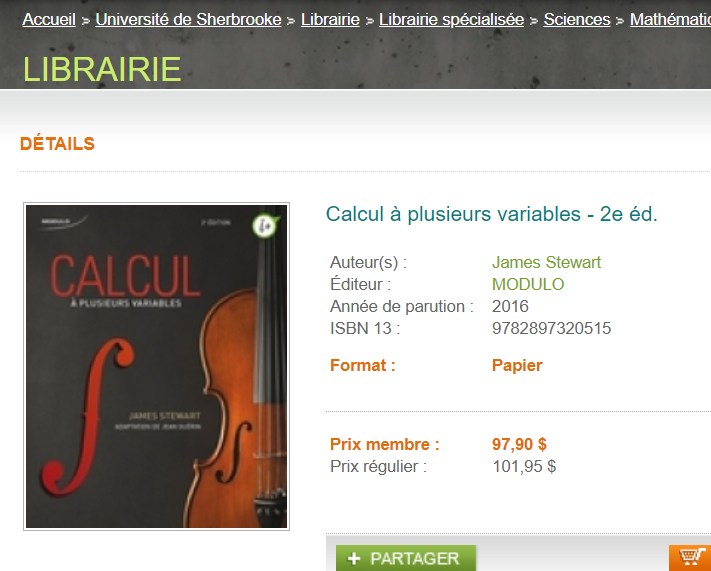 Accueil > Université de Sherbrooke > Librairie > Librairie spécialisée > Sciences > Mathématic
LIBRAIRIE
DÉTAILS
MODULO
2e ÉDITION
CALCUL
À PLUSIEURS VARIABLES
JAMES STEWART
ADAPTATION DE JEAN GUÉRIN
Calcul à plusieurs variables - 2e éd.
Auteur(s) : James Stewart
Éditeur : MODULO
Année de parution : 2016
ISBN 13 : 9782897320515
Format : Papier
Prix membre : 97,90 $
Prix régulier : 101,95 $
+ PARTAGER